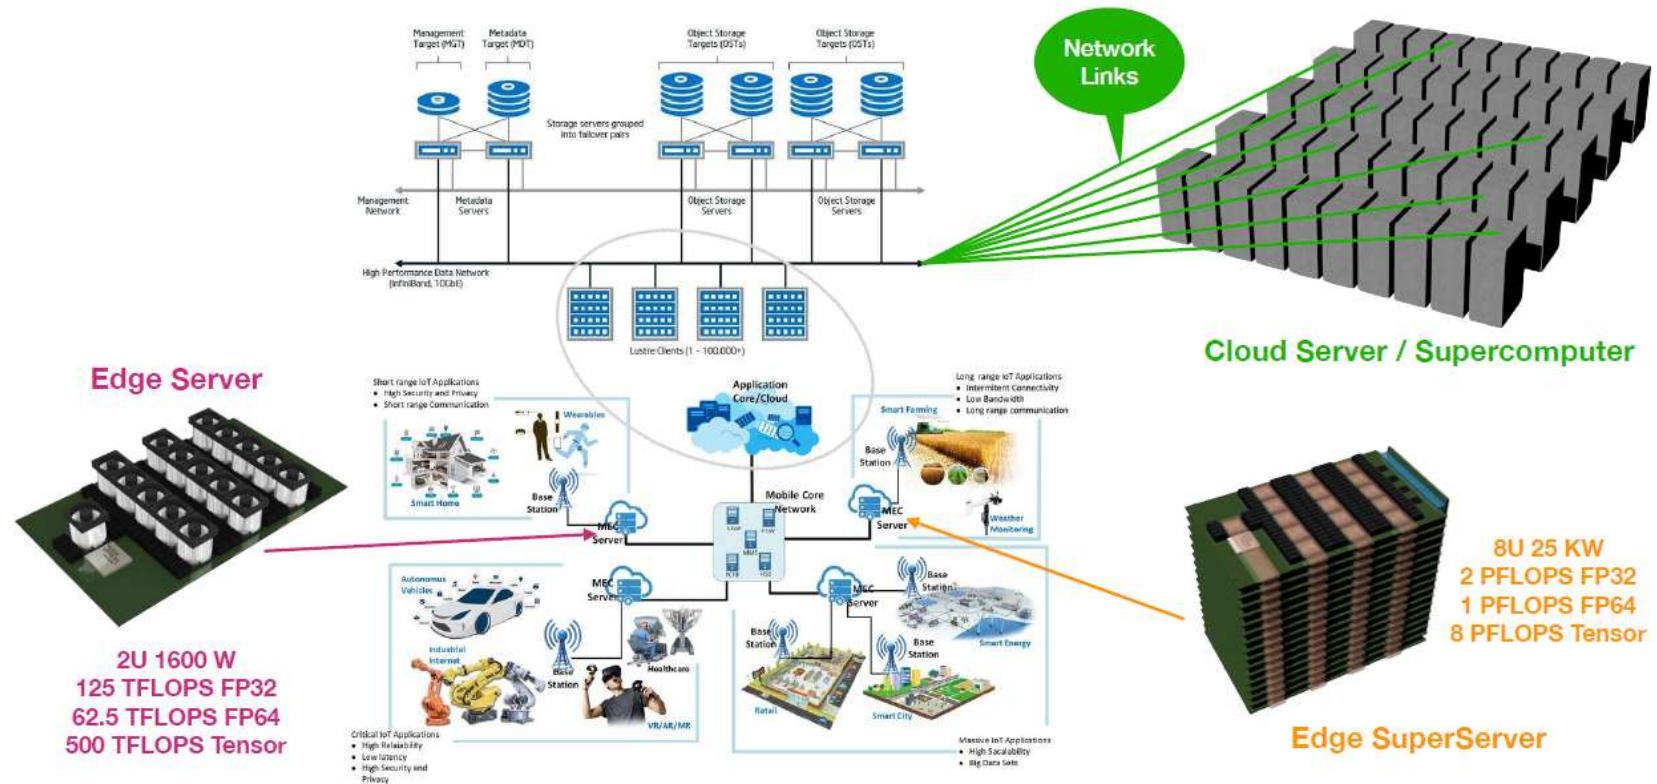 Management
Target (MGT)
Metadata
Target (MDT)
Object Storage
Targets (OSTs)
Object Storage
Targets (OSTs)
Storage servers grouped
into failover pairs
Management
Network
Metadata
Servers
Object Storage
Servers
Object Storage
Servers
High Performance Data Network
(InfiniBand, 10GbE)
Lustre Clients (1 - 100,000+)
Network
Links
Cloud Server / Supercomputer
Edge Server
2U 1600 W
125 TFLOPS FP32
62.5 TFLOPS FP64
500 TFLOPS Tensor
Short range IoT Applications
• High Security and Privacy
• Short range Communication
Wearables
Smart Home
Base
Station
MEC
Server
Application
Core/Cloud
Mobile Core
Network
MME
HSS
Long range IoT Applications
• Intermitent Connectivity
• Low Bandwidth
• Long range communication
Smart Farming
Base
Station
MEC
Server
Weather
Monitoring
Autonomus
Vehicles
MEC
Server
Industrial
Internet
Base
Station
Healthcare
VR/AR/MR
Critical IoT Applications
• High Relaiability
• Low latency
• High Security and
Privacy
MEC
Server
Base
Station
Smart Energy
Base
Station
Base
Station
Retail
Smart City
Massive IoT Applications
• High Sacalability
• Big Data Sets
8U 25 KW
2 PFLOPS FP32
1 PFLOPS FP64
8 PFLOPS Tensor
Edge SuperServer